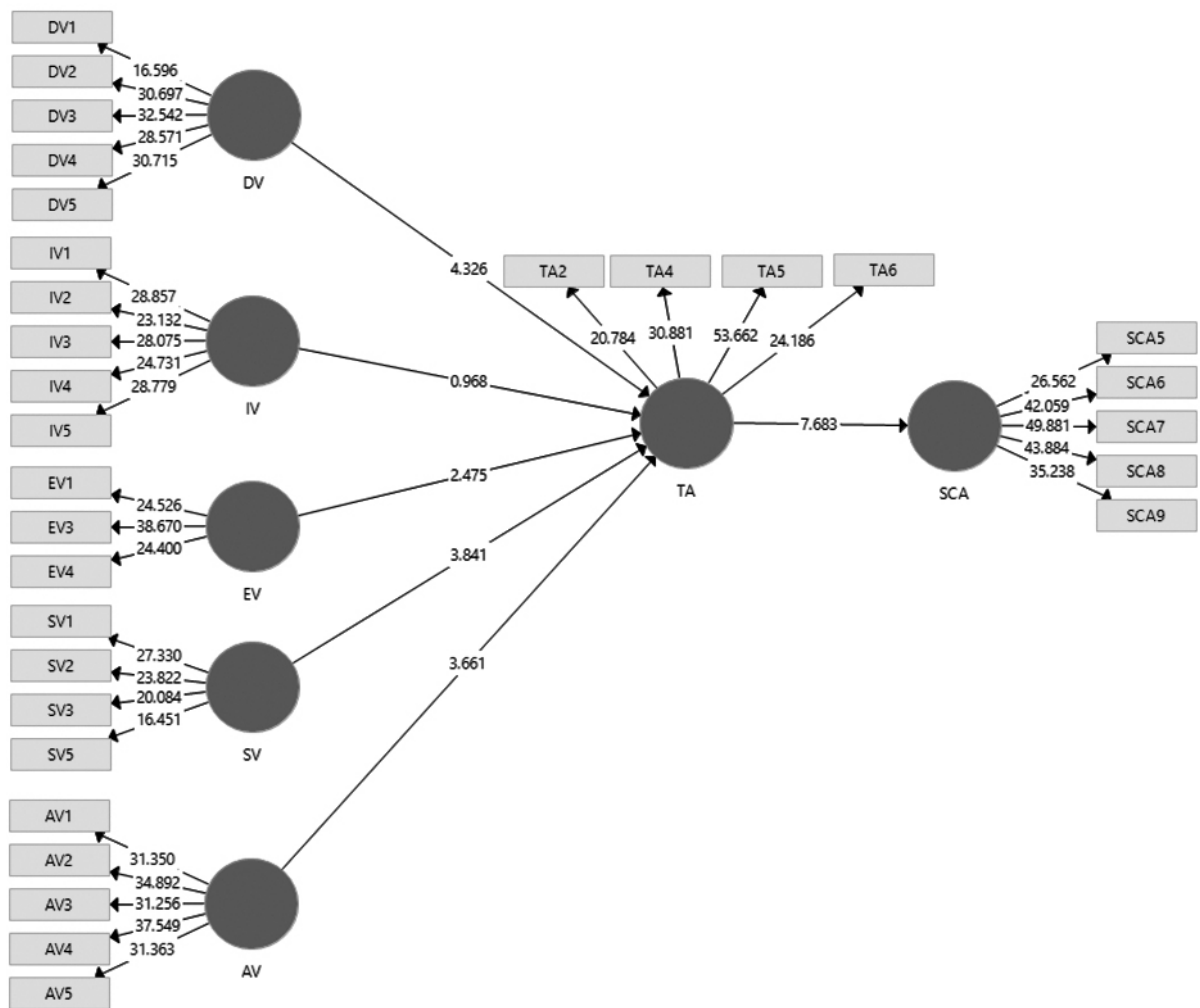 DV1
DV2
DV3
DV4
DV5
16.596
30.697
32.542
28.571
30.715
DV
IV1
IV2
IV3
IV4
IV5
28.857
23.132
28.075
24.731
28.779
IV
EV1
EV3
EV4
24.526
38.670
24.400
EV
SV1
SV2
SV3
SV5
27.330
23.822
20.084
16.451
SV
AV1
AV2
AV3
AV4
AV5
31.350
34.892
31.256
37.549
31.363
AV
4.326
0.968
2.475
3.841
3.661
TA2
TA4
TA5
TA6
20.784
30.881
53.662
24.186
TA
7.683
SCA
26.562
42.059
49.881
43.884
35.238
SCA5
SCA6
SCA7
SCA8
SCA9